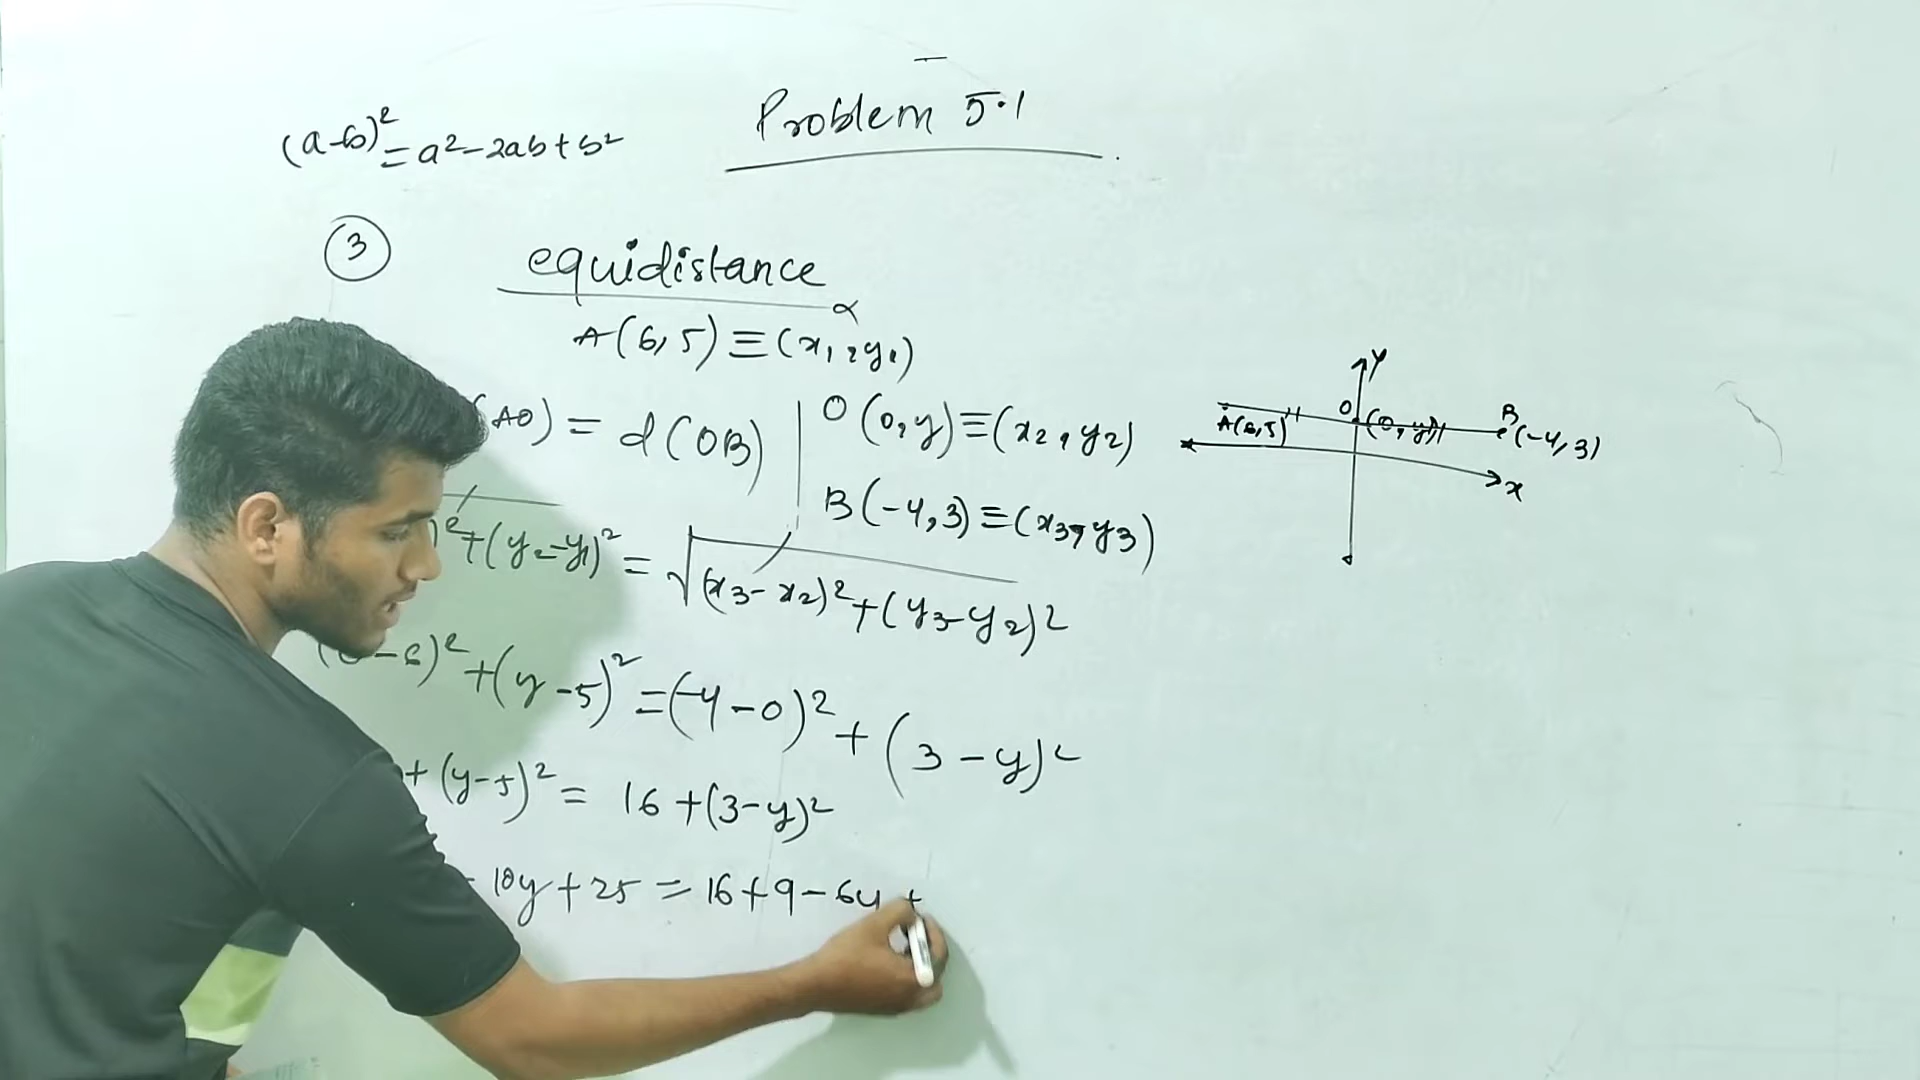 Problem 5.1
(a-b)² = a² - 2ab + b²
3
equidistance
A(6,5) ≡ (x₁, y₁)
(AO) = d(OB)
O(0,y) ≡ (x₂, y₂)
B(-4,3) ≡ (x₃, y₃)
)² + (y₂-y₁)² = √(x₃-x₂)² + (y₃-y₂)²
-6)² + (y-5)² = (-4-0)² + (3-y)²
+ (y-5)² = 16 + (3-y)²
- 10y + 25 = 16 + 9 - 6y +
Y
A(6,5)
O
(0, y)
B
(-4, 3)
x